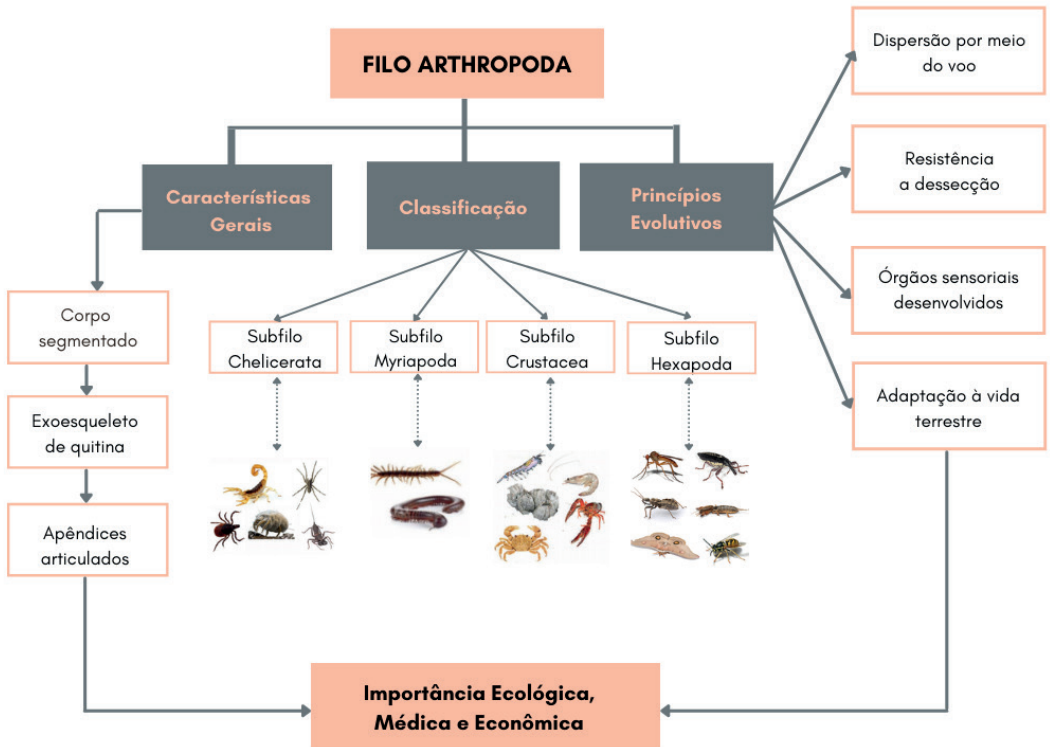 FILO ARTHROPODA
Características
Gerais
Classificação
Princípios
Evolutivos
Dispersão por meio
do voo
Resistência
a dessecção
Órgãos sensoriais
desenvolvidos
Adaptação à vida
terrestre
Corpo
segmentado
Exoesqueleto
de quitina
Apêndices
articulados
Subfilo
Chelicerata
Subfilo
Myriapoda
Subfilo
Crustacea
Subfilo
Hexapoda
Importância Ecológica,
Médica e Econômica